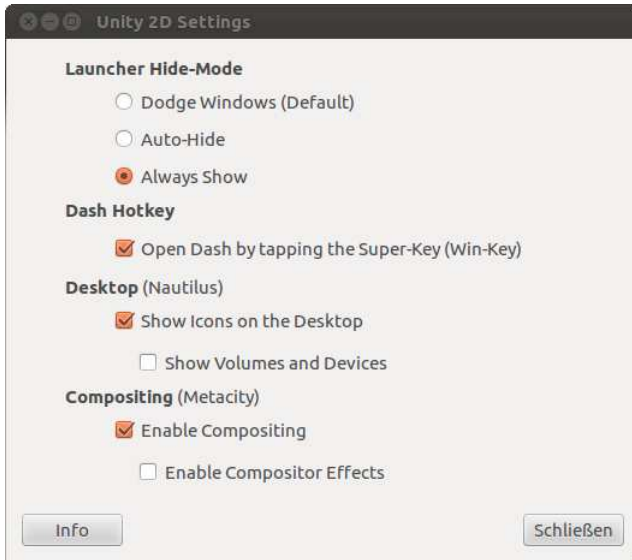 Unity 2D Settings
Launcher Hide-Mode
Dodge Windows (Default)
Auto-Hide
Always Show
Dash Hotkey
Open Dash by tapping the Super-Key (Win-Key)
Desktop (Nautilus)
Show Icons on the Desktop
Show Volumes and Devices
Compositing (Metacity)
Enable Compositing
Enable Compositor Effects
Info Schließen